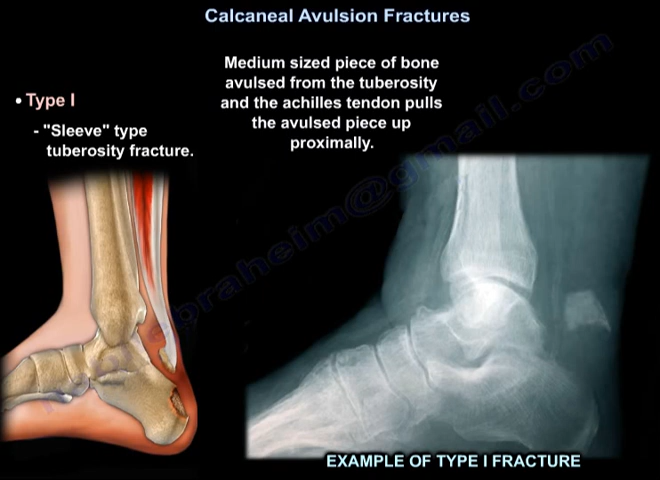 Calcaneal Avulsion Fractures
• Type I
- "Sleeve" type
tuberosity fracture.
Medium sized piece of bone
avulsed from the tuberosity
and the achilles tendon pulls
the avulsed piece up
proximally.
EXAMPLE OF TYPE I FRACTURE